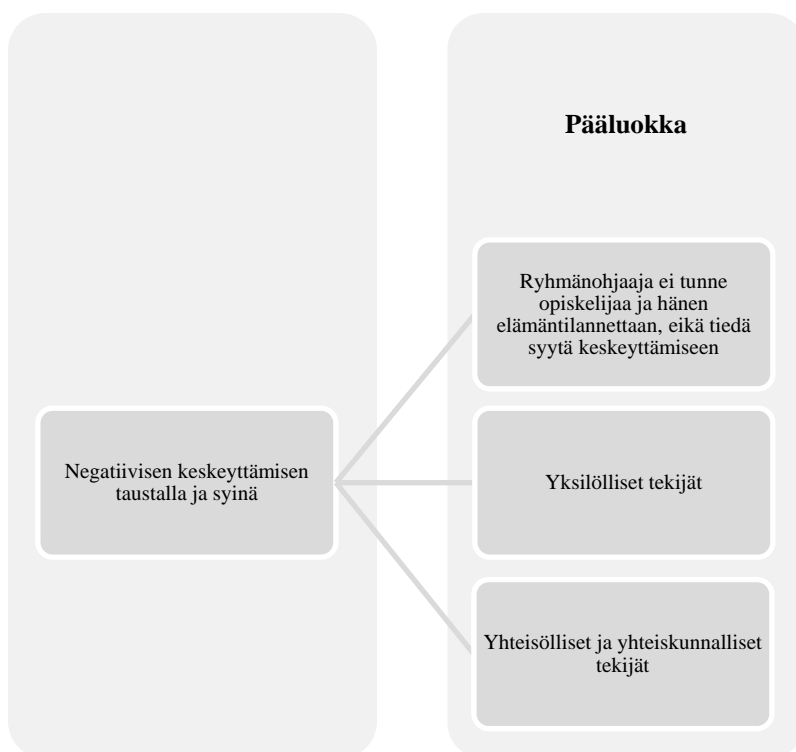 Pääluokka
Ryhmänohjaaja ei tunne
opiskelijaa ja hänen
elämäntilannettaan, eikä tiedä
syytä keskeyttämiseen
Negatiivisen keskeyttämisen
taustalla ja syinä
Yksilölliset tekijät
Yhteisölliset ja yhteiskunnalliset
tekijät